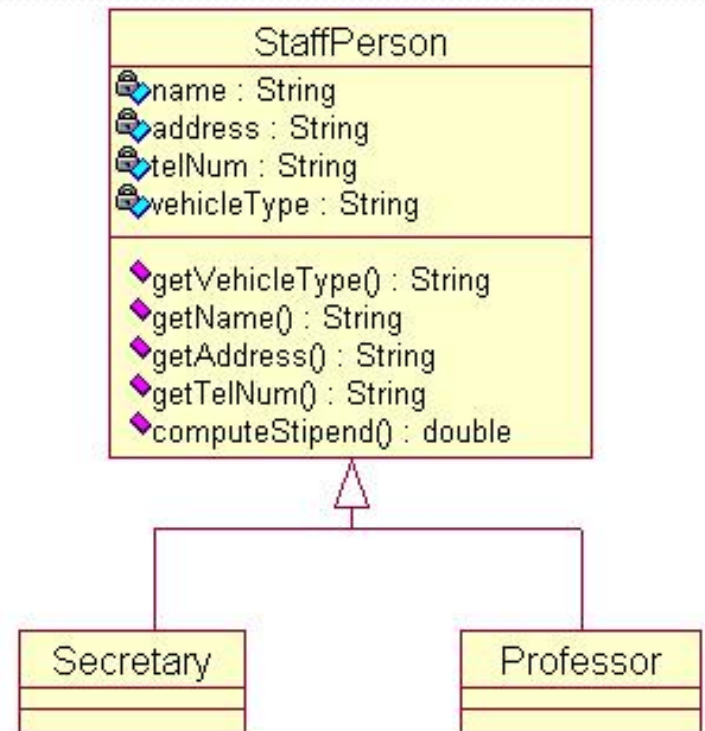 StaffPerson
name : String
address : String
telNum : String
vehicleType : String
getVehicleType() : String
getName() : String
getAddress() : String
getTelNum() : String
computeStipend() : double
Secretary
Professor